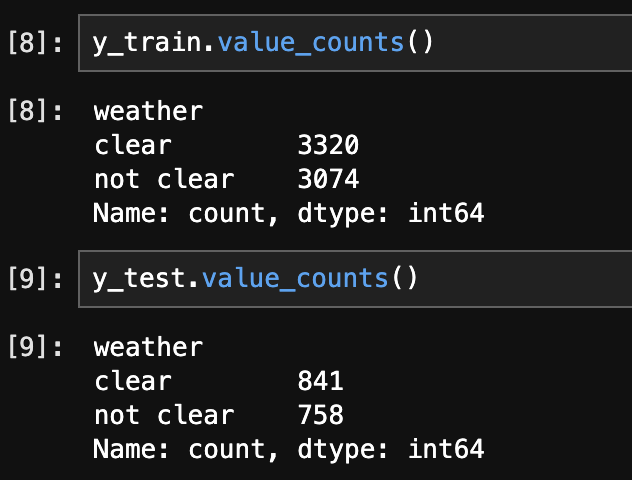 [8]: y_train.value_counts()
[8]: weather
clear        3320
not clear    3074
Name: count, dtype: int64
[9]: y_test.value_counts()
[9]: weather
clear        841
not clear    758
Name: count, dtype: int64